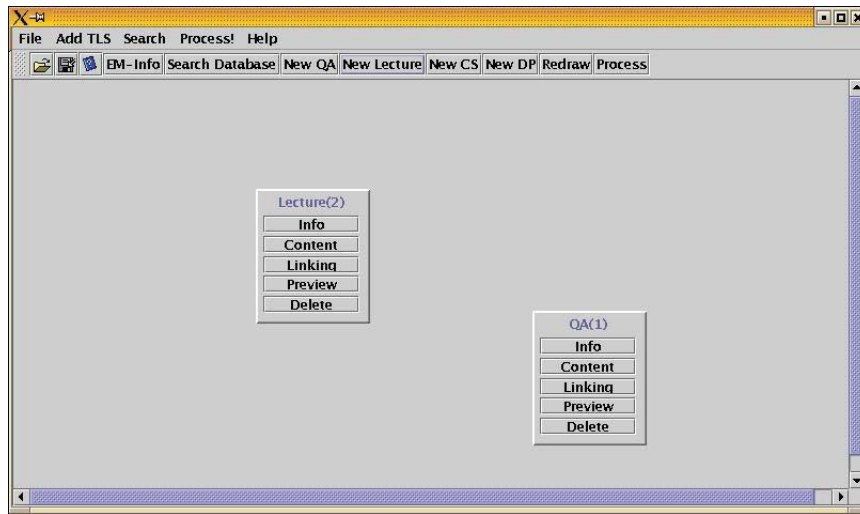 File Add TLS Search Process! Help
EM-Info Search Database New QA New Lecture New CS New DP Redraw Process
Lecture(2)
Info
Content
Linking
Preview
Delete
QA(1)
Info
Content
Linking
Preview
Delete